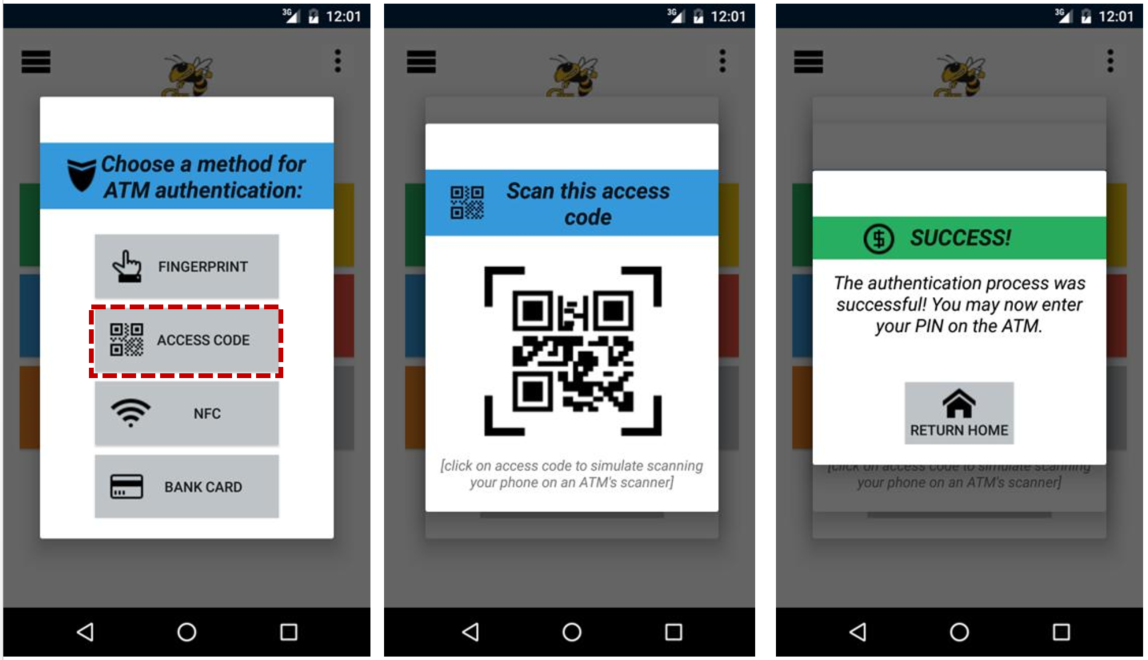 3G 12:01
Choose a method for
ATM authentication:
FINGERPRINT
ACCESS CODE
NFC
BANK CARD
3G 12:01
Scan this access
code
[click on access code to simulate scanning
your phone on an ATM's scanner]
3G 12:01
SUCCESS!
The authentication process was
successful! You may now enter
your PIN on the ATM.
RETURN HOME
[click on access code to simulate scanning
your phone on an ATM's scanner]